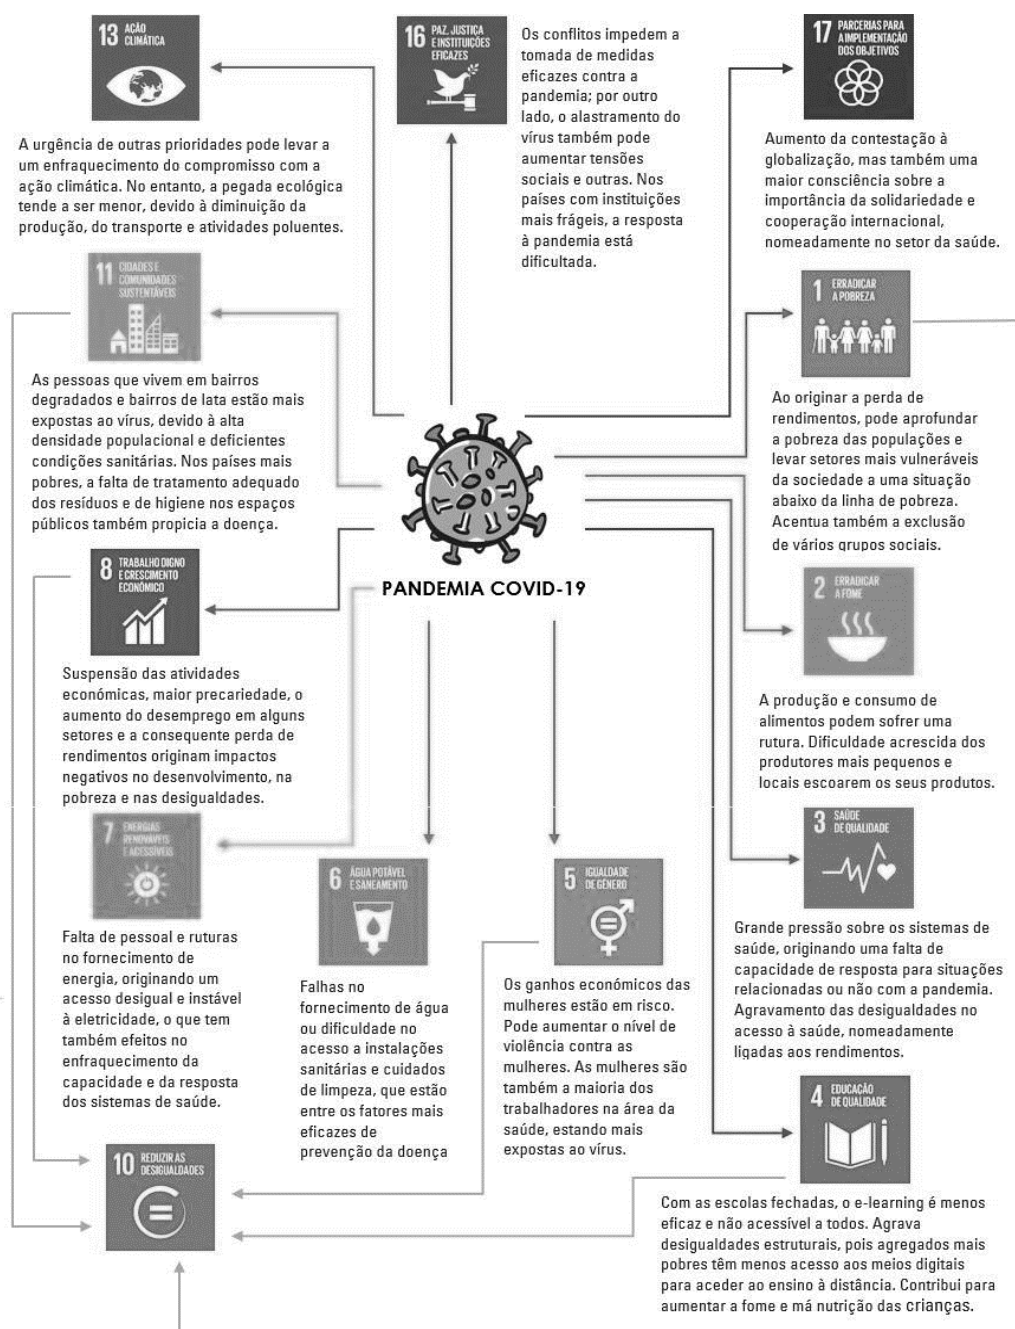 13 AÇÃO
CLIMÁTICA
A urgência de outras prioridades pode levar a
um enfraquecimento do compromisso com a
ação climática. No entanto, a pegada ecológica
tende a ser menor, devido à diminuição da
produção, do transporte e atividades poluentes.
16 PAZ, JUSTIÇA
E INSTITUIÇÕES
EFICAZES
Os conflitos impedem a
tomada de medidas
eficazes contra a
pandemia; por outro
lado, o alastramento do
vírus também pode
aumentar tensões
sociais e outras. Nos
países com instituições
mais frágeis, a resposta
à pandemia está
dificultada.
17 PARCERIAS PARA
A IMPLEMENTAÇÃO
DOS OBJETIVOS
Aumento da contestação à
globalização, mas também uma
maior consciência sobre a
importância da solidariedade e
cooperação internacional,
nomeadamente no setor da saúde.
11 CIDADES E
COMUNIDADES
SUSTENTÁVEIS
As pessoas que vivem em bairros
degradados e bairros de lata estão mais
expostas ao vírus, devido à alta
densidade populacional e deficientes
condições sanitárias. Nos países mais
pobres, a falta de tratamento adequado
dos resíduos e de higiene nos espaços
públicos também propicia a doença.
1 ERRADICAR
A POBREZA
Ao originar a perda de
rendimentos, pode aprofundar
a pobreza das populações e
levar setores mais vulneráveis
da sociedade a uma situação
abaixo da linha de pobreza.
Acentua também a exclusão
de vários grupos sociais.
PANDEMIA COVID-19
8 TRABALHO DIGNO
E CRESCIMENTO
ECONÓMICO
Suspensão das atividades
económicas, maior precariedade, o
aumento do desemprego em alguns
setores e a consequente perda de
rendimentos originam impactos
negativos no desenvolvimento, na
pobreza e nas desigualdades.
2 ERRADICAR
A FOME
A produção e consumo de
alimentos podem sofrer uma
rutura. Dificuldade acrescida dos
produtores mais pequenos e
locais escoarem os seus produtos.
7 ENERGIAS
RENOVÁVEIS
E ACESSÍVEIS
Falta de pessoal e ruturas
no fornecimento de
energia, originando um
acesso desigual e instável
à eletricidade, o que tem
também efeitos no
enfraquecimento da
capacidade e da resposta
dos sistemas de saúde.
6 ÁGUA POTÁVEL
E SANEAMENTO
Falhas no
fornecimento de água
ou dificuldade no
acesso a instalações
sanitárias e cuidados
de limpeza, que estão
entre os fatores mais
eficazes de
prevenção da doença
5 IGUALDADE
DE GÉNERO
Os ganhos económicos das
mulheres estão em risco.
Pode aumentar o nível de
violência contra as
mulheres. As mulheres são
também a maioria dos
trabalhadores na área da
saúde, estando mais
expostas ao vírus.
3 SAÚDE
DE QUALIDADE
Grande pressão sobre os sistemas de
saúde, originando uma falta de
capacidade de resposta para situações
relacionadas ou não com a pandemia.
Agravamento das desigualdades no
acesso à saúde, nomeadamente
ligadas aos rendimentos.
4 EDUCAÇÃO
DE QUALIDADE
Com as escolas fechadas, o e-learning é menos
eficaz e não acessível a todos. Agrava
desigualdades estruturais, pois agregados mais
pobres têm menos acesso aos meios digitais
para aceder ao ensino à distância. Contribui para
aumentar a fome e má nutrição das crianças.
10 REDUZIR AS
DESIGUALDADES